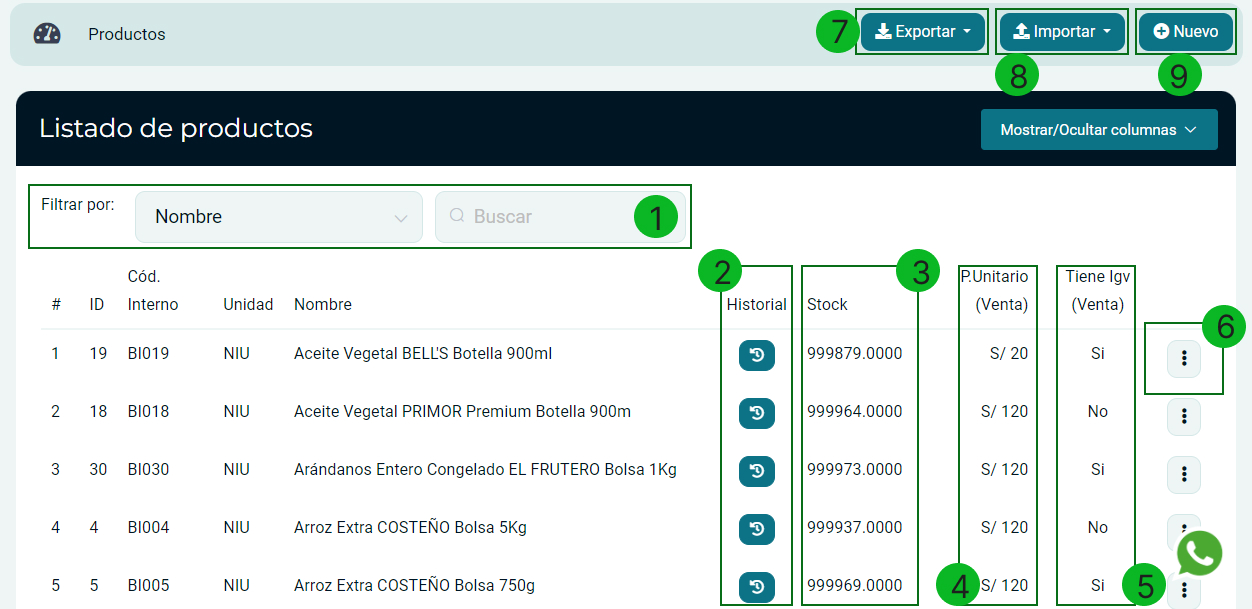 Productos 7 Exportar Importar Nuevo
8 9
Listado de productos Mostrar/Ocultar columnas
Filtrar por: Nombre Buscar 1
2 3
Cód. P.Unitario Tiene Igv
# ID Interno Unidad Nombre Historial Stock (Venta) (Venta)
6
1 19 BI019 NIU Aceite Vegetal BELL'S Botella 900ml 999879.0000 S/ 20 Si
2 18 BI018 NIU Aceite Vegetal PRIMOR Premium Botella 900m 999964.0000 S/ 120 No
3 30 BI030 NIU Arándanos Entero Congelado EL FRUTERO Bolsa 1Kg 999973.0000 S/ 120 Si
4 4 BI004 NIU Arroz Extra COSTEÑO Bolsa 5Kg 999937.0000 S/ 120 No
5 5 BI005 NIU Arroz Extra COSTEÑO Bolsa 750g 999969.0000 4 S/ 120 Si 5